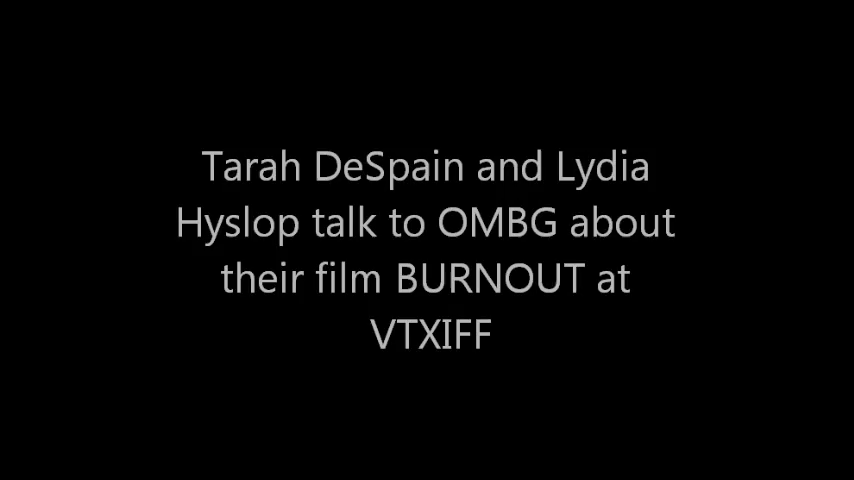 Tarah DeSpain and Lydia
Hyslop talk to OMBG about
their film BURNOUT at
VTXIFF